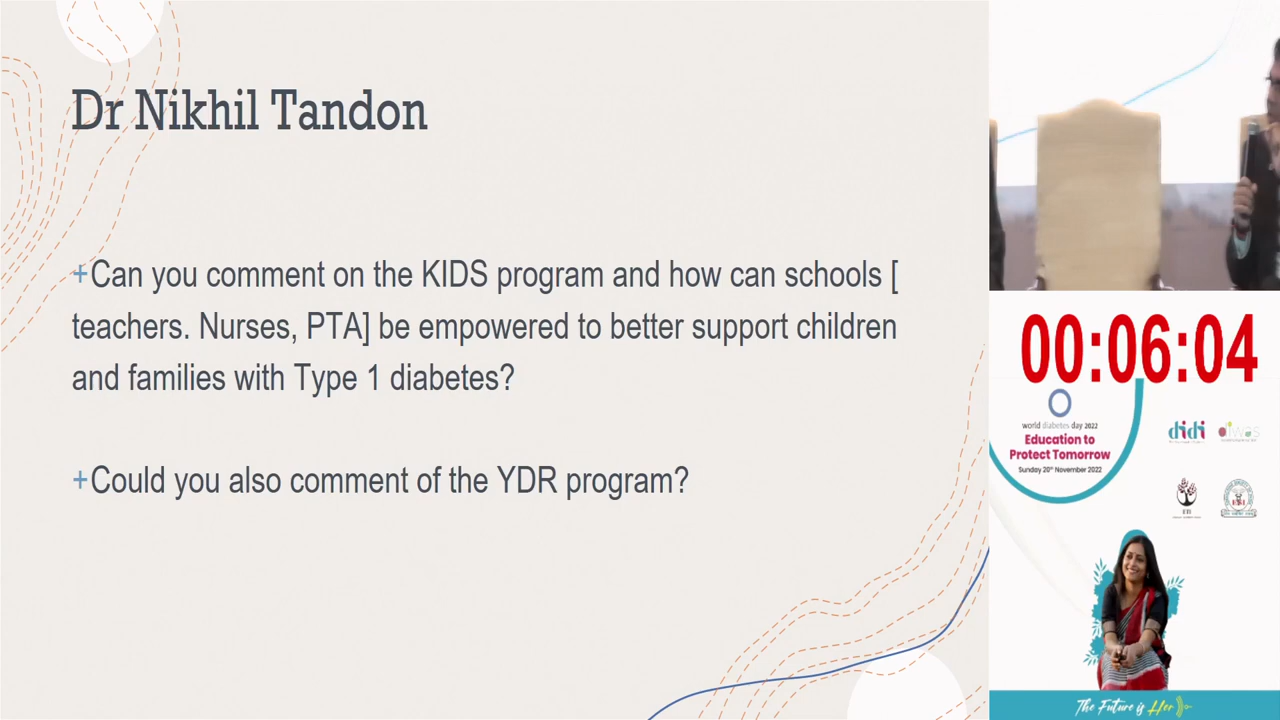 Dr Nikhil Tandon
+Can you comment on the KIDS program and how can schools [
teachers. Nurses, PTA] be empowered to better support children
and families with Type 1 diabetes?
+Could you also comment of the YDR program?
00:06:04
world diabetes day 2022
Education to
Protect Tomorrow
Sunday 20th November 2022
didi
The Future is Her